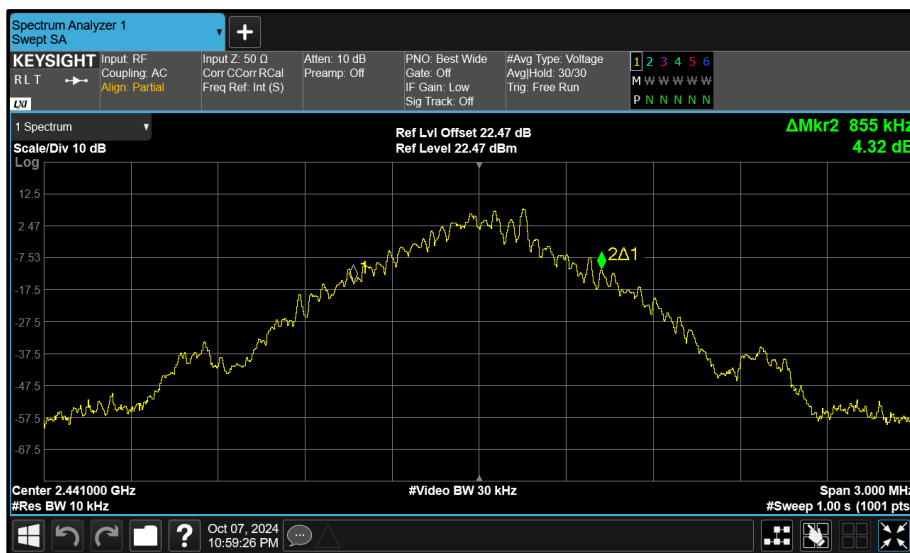 Spectrum Analyzer 1
Swept SA
+
KEYSIGHT
R L T
LXI
Input: RF
Coupling: AC
Align: Partial
Input Z: 50 Ω
Corr CCorr RCal
Freq Ref: Int (S)
Atten: 10 dB
Preamp: Off
PNO: Best Wide
Gate: Off
IF Gain: Low
Sig Track: Off
#Avg Type: Voltage
Avg|Hold: 30/30
Trig: Free Run
1 2 3 4 5 6
M W W W W W
P N N N N N
1 Spectrum
Scale/Div 10 dB
Ref Lvl Offset 22.47 dB
Ref Level 22.47 dBm
ΔMkr2 855 kHz
4.32 dB
Log
12.5
2.47
-7.53
-17.5
-27.5
-37.5
-47.5
-57.5
-67.5
1
2Δ1
Center 2.441000 GHz
#Res BW 10 kHz
#Video BW 30 kHz
Span 3.000 MHz
#Sweep 1.00 s (1001 pts)
?
Oct 07, 2024
10:59:26 PM